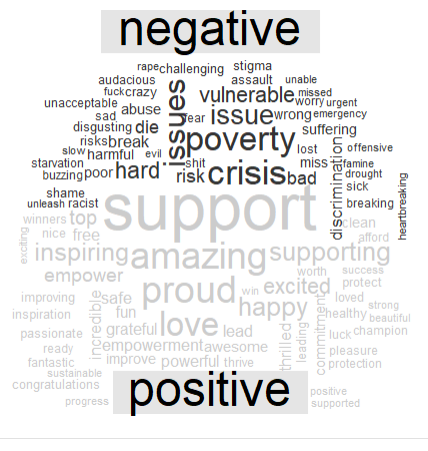 negative
rape challenging stigma
audacious assault unable
fuck crazy vulnerable missed
unacceptable abuse issues issue worry urgent
sad fear wrong emergency
disgusting die poverty suffering
risks break lost discrimination offensive
slow harmful evil shit miss famine
starvation hard crisis drought
buzzing poor risk bad sick
shame breaking heartbreaking
unleash racist support
winners top clean
nice free afford
exciting inspiring amazing supporting
empower worth success
proud excited protect
improving safe win loved
incredible happy commitment strong
inspiration fun healthy beautiful
passionate grateful love lead luck champion
ready empowerment awesome thrilled leading pleasure
fantastic improve powerful thrive protection
sustainable
congratulations
positive positive
progress supported